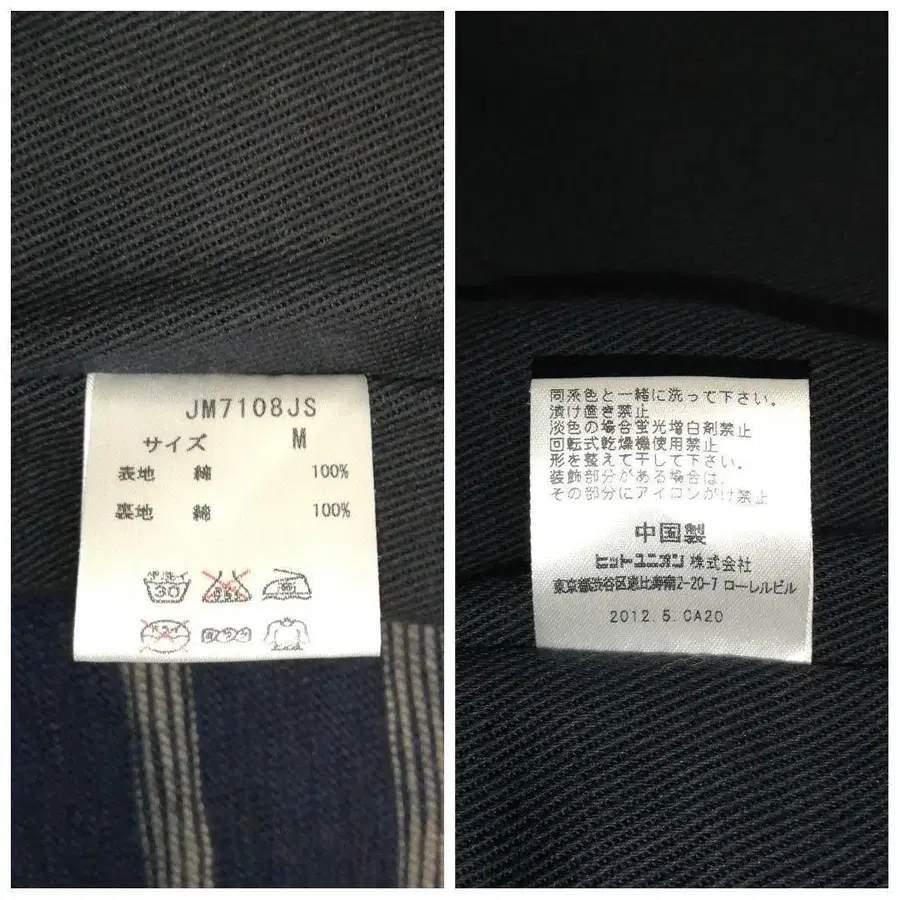 JM7108JS
サイズ M
表地 綿 100%
裏地 綿 100%
30
ドライ
同系色と一緒に洗って下さい。
漬け置き禁止
淡色の場合蛍光増白剤禁止
回転式乾燥機使用禁止
形を整えて干して下さい。
装飾部分がある場合は、
その部分にアイロンがけ禁止
中国製
ヒットユニオン 株式会社
東京都渋谷区恵比寿南2-20-7 ローレルビル
2012.5.CA20